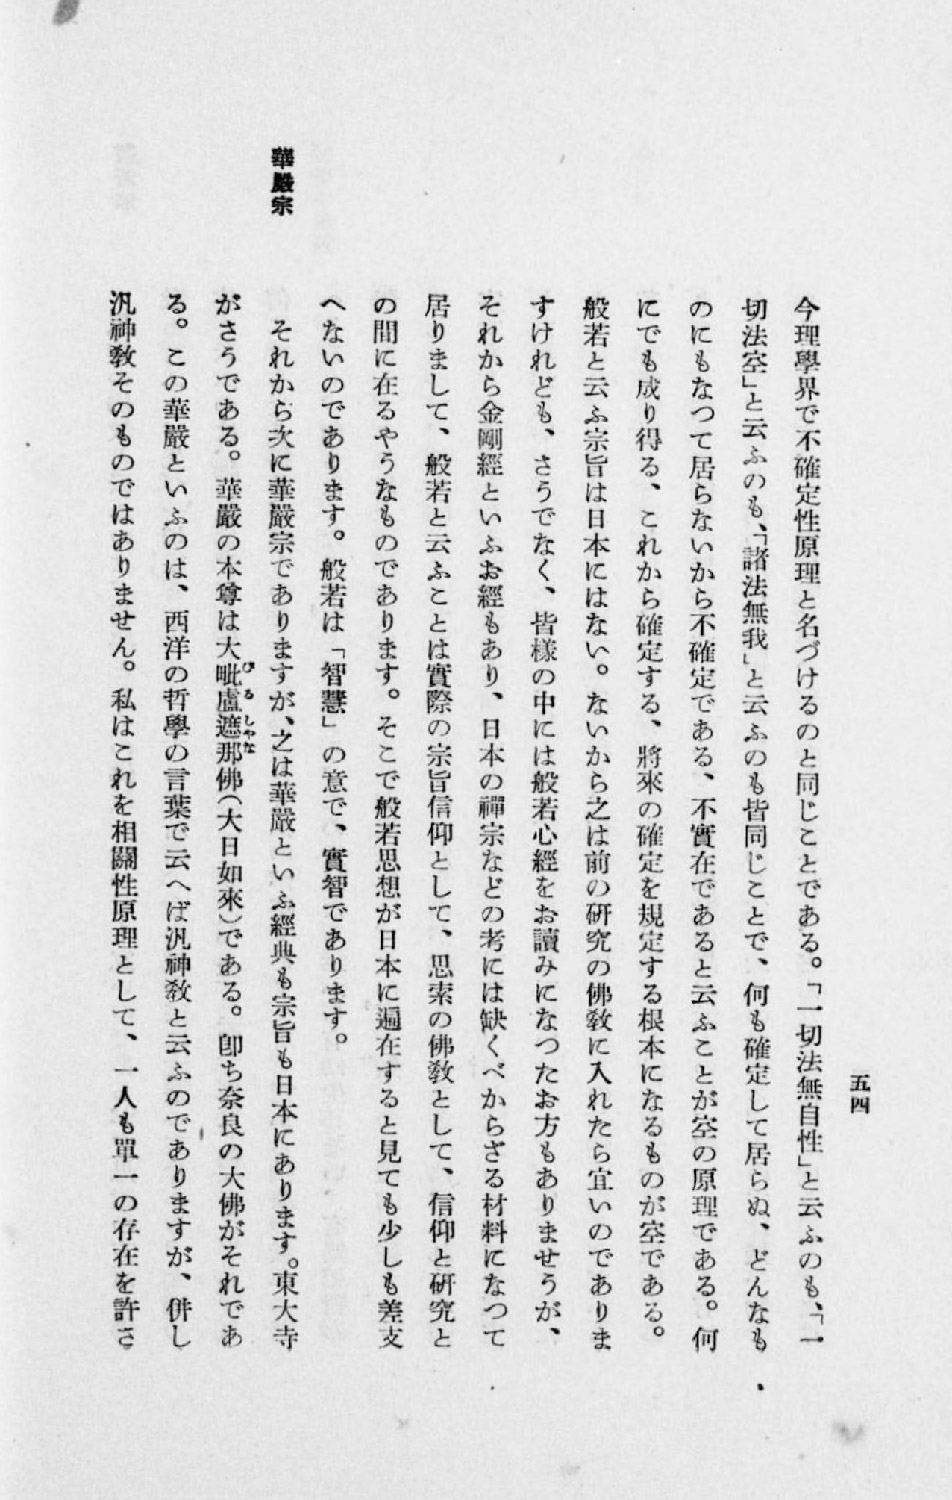 五四
今理學界で不確定性原理と名づけるのと同じことである。「一切法無自性」と云ふのも、「一
切法空」と云ふのも、「諸法無我」と云ふのも皆同じことで、何も確定して居らぬ、どんなも
のにもなつて居らないから不確定である、不實在であると云ふことが空の原理である。何
にでも成り得る、これから確定する、將來の確定を規定する根本になるものが空である。
般若と云ふ宗旨は日本にはない。ないから之は前の硏究の佛敎に入れたら宜いのでありま
すけれども、さうでなく、皆樣の中には般若心經をお讀みになつたお方もありませうが、
それから金剛經といふお經もあり、日本の禪宗などの考には缺くべからざる材料になつて
居りまして、般若と云ふことは實際の宗旨信仰として、思索の佛敎として、信仰と硏究と
の間に在るやうなものであります。そこで般若思想が日本に遍在すると見ても少しも差支
へないのであります。般若は「智慧」の意で、實智であります。
華嚴宗
それから次に華嚴宗でありますが、之は華嚴といふ經典も宗旨も日本にあります。東大寺
がさうである。華嚴の本尊は大毗盧遮那佛(大日如來)である。卽ち奈良の大佛がそれであ
る。この華嚴といふのは、西洋の哲學の言葉で云へば汎神敎と云ふのでありますが、併し
汎神敎そのものではありません。私はこれを相關性原理として、一人も單一の存在を許さ